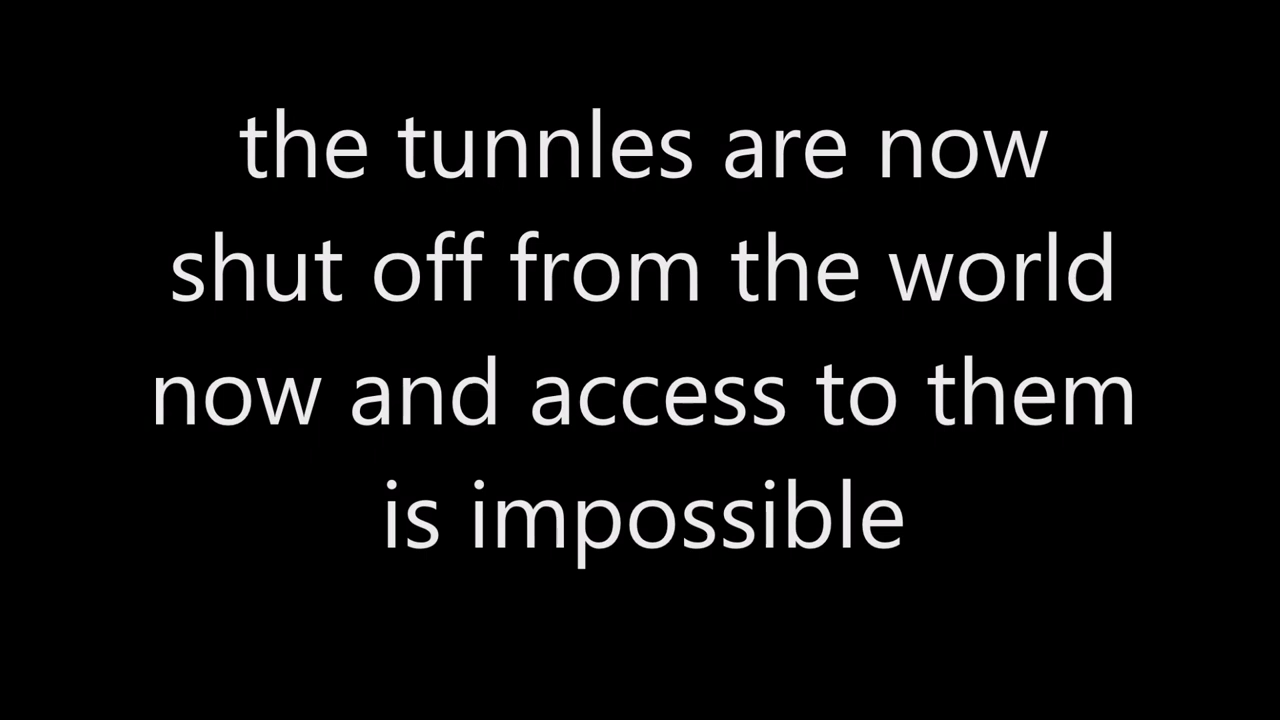 the tunnles are now
shut off from the world
now and access to them
is impossible